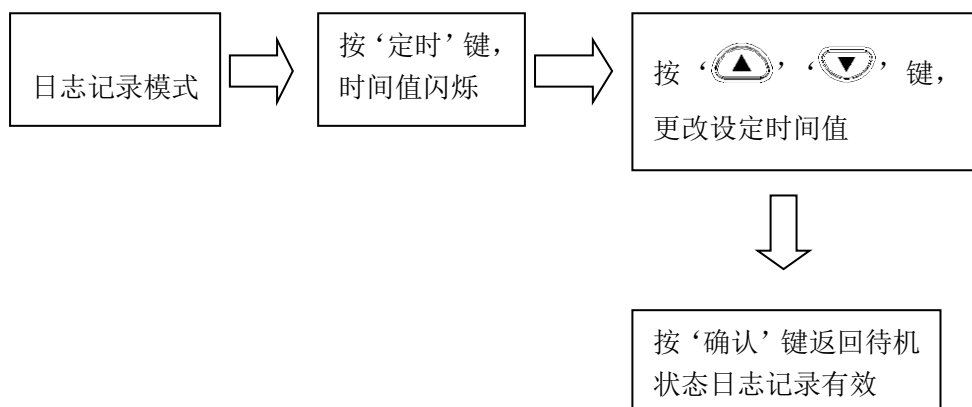 日志记录模式
按‘定时’键，
时间值闪烁
按‘▲’‘▼’键，
更改设定时间值
按‘确认’键返回待机
状态日志记录有效